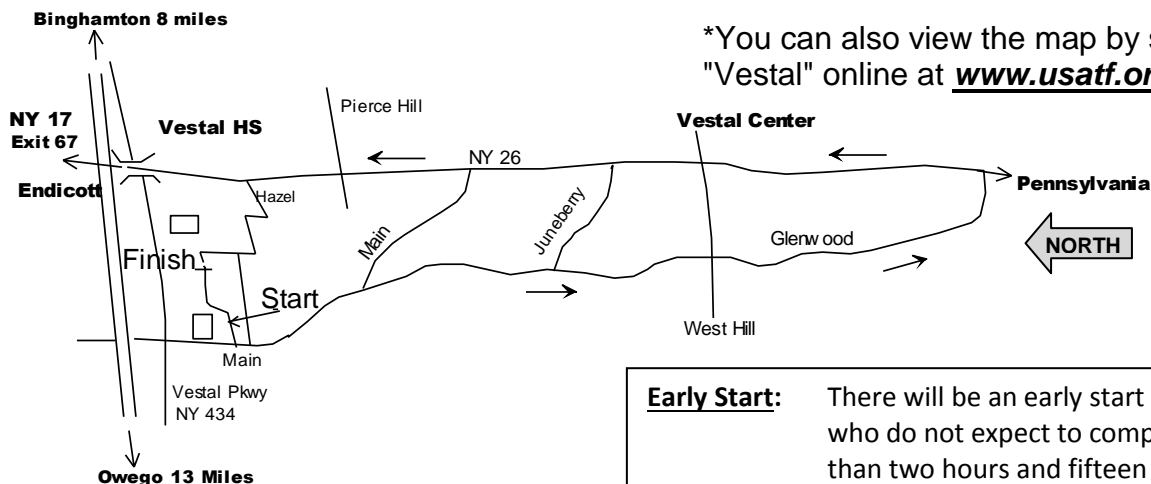 Binghamton 8 miles
*You can also view the map by
"Vestal" online at www.usatf.or
Pierce Hill
NY 17
Exit 67
Vestal HS
Vestal Center
NY 26
Endicott
Hazel
Pennsylvania
Main
Juneberry
Glenwood
NORTH
Finish
Start
West Hill
Main
Vestal Pkwy
NY 434
Owego 13 Miles
Early Start: There will be an early start
who do not expect to comp
than two hours and fifteen